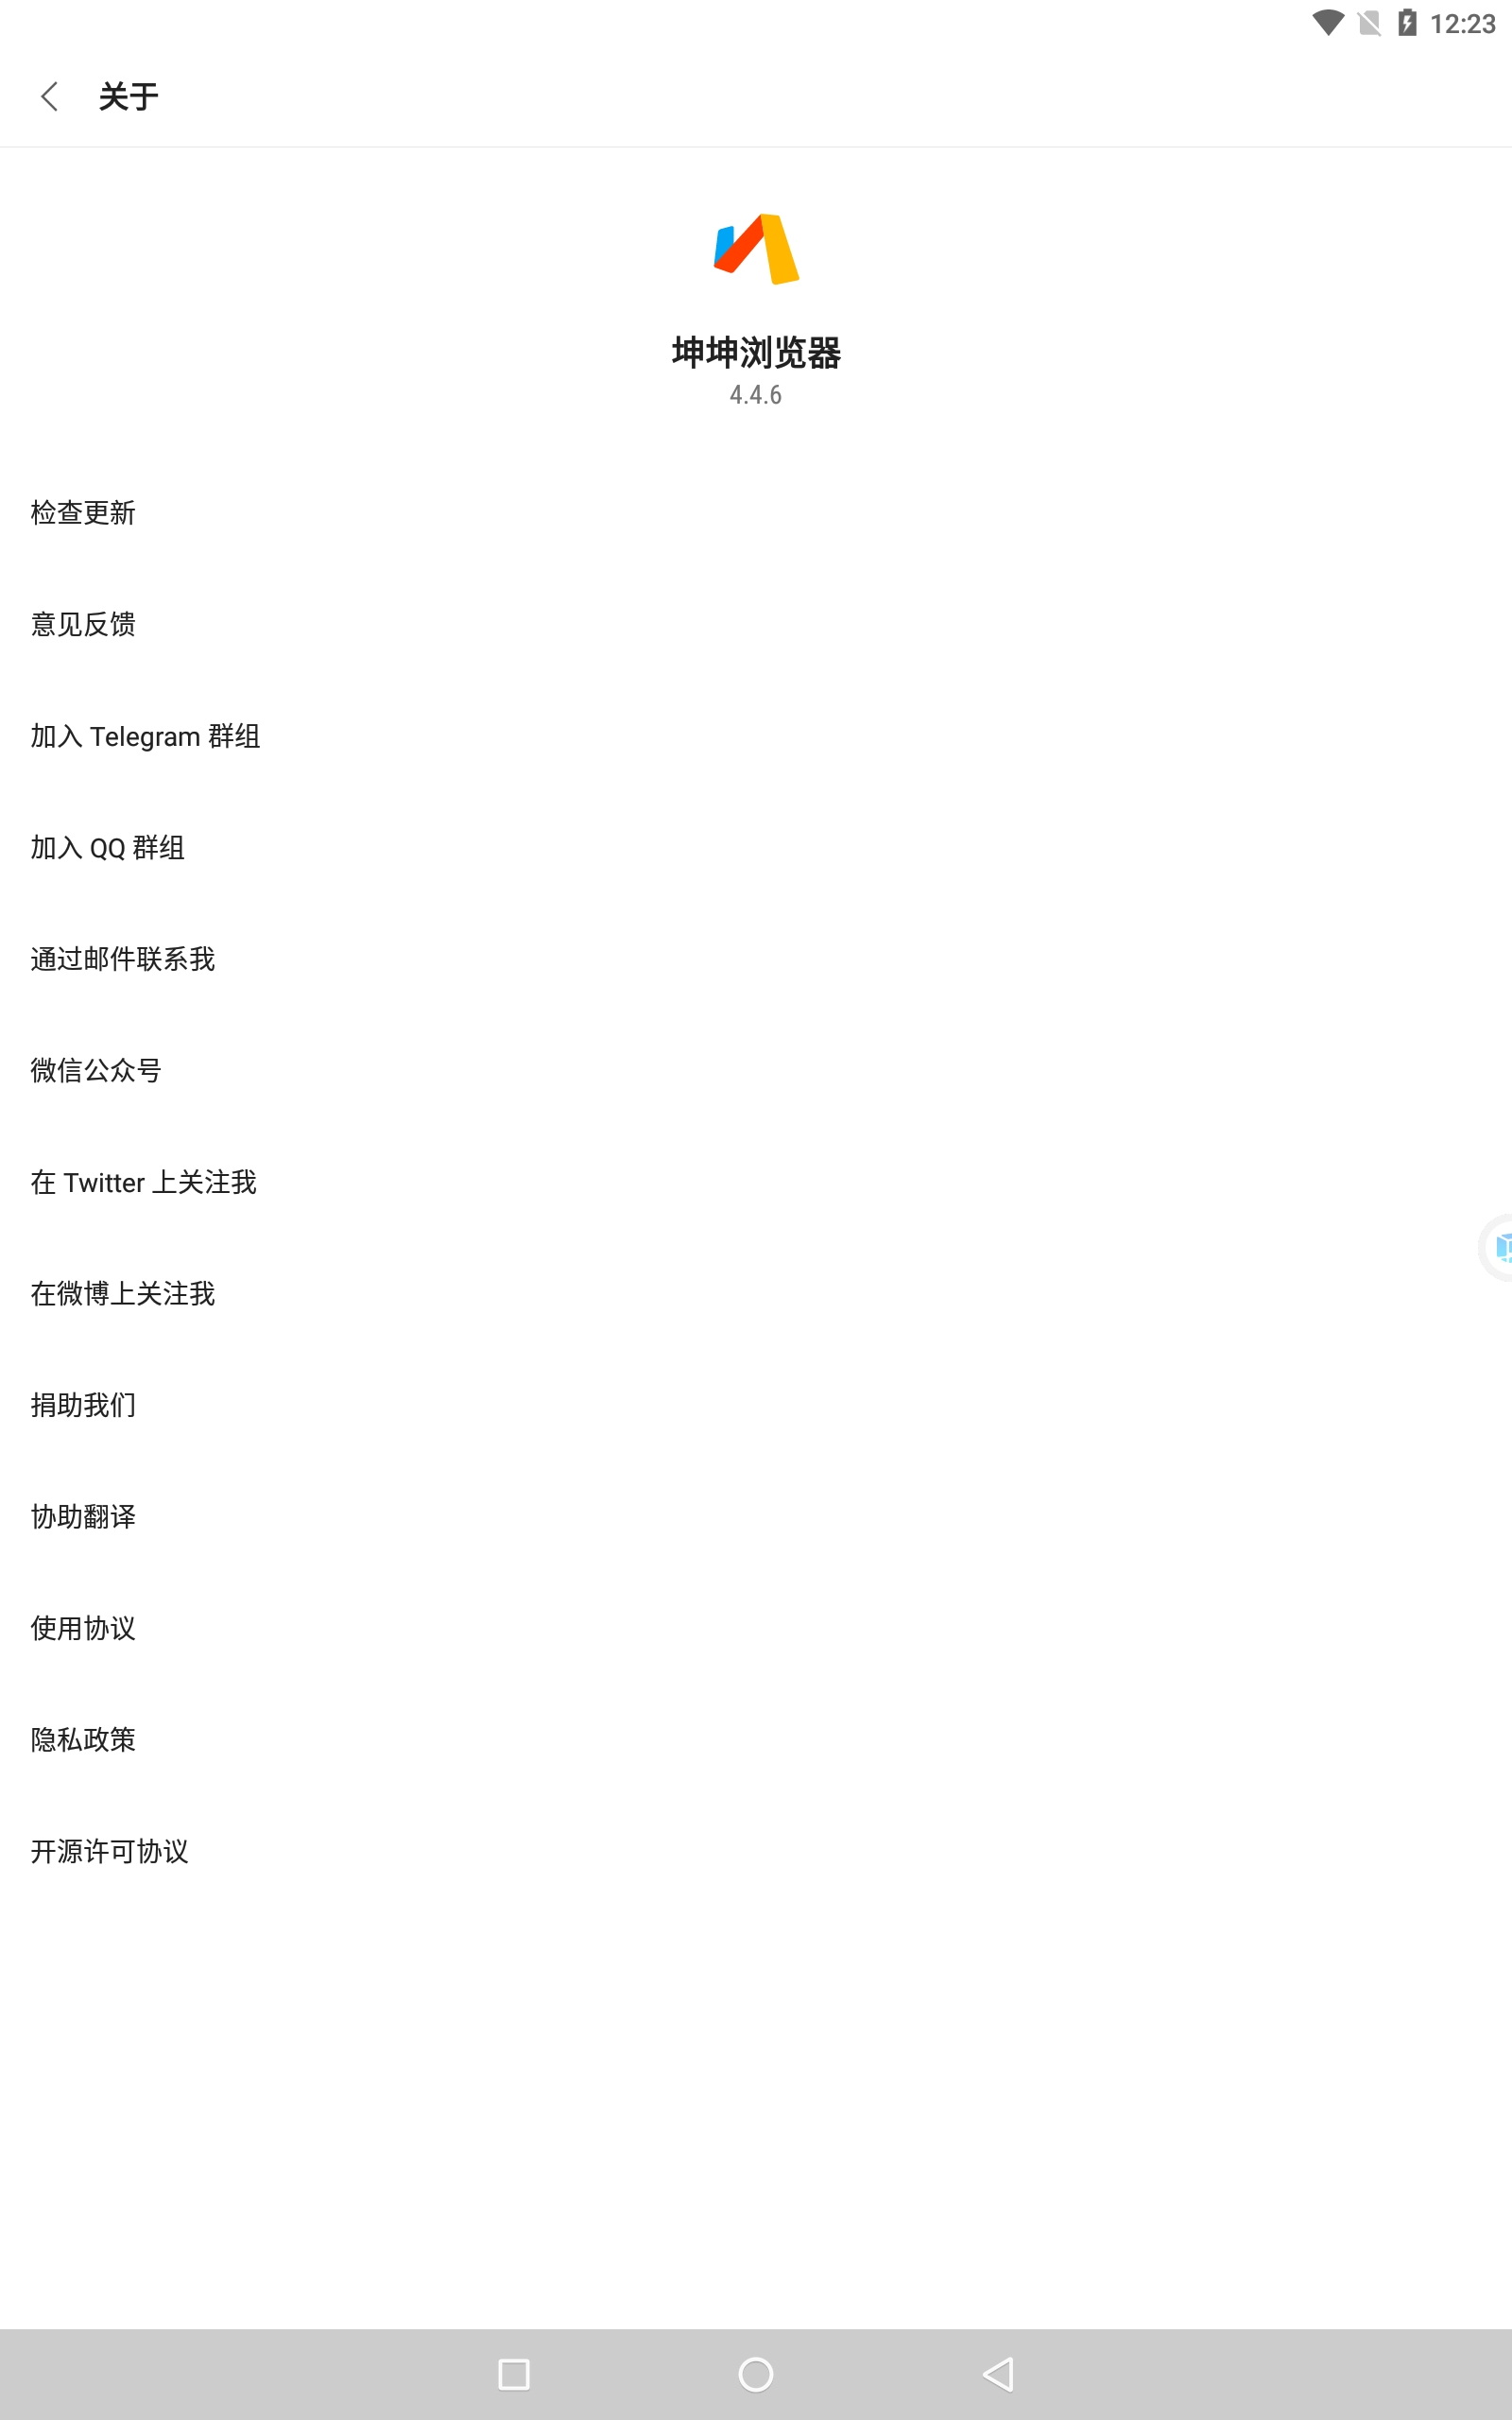 12:23
关于
坤坤浏览器
4.4.6
检查更新
意见反馈
加入 Telegram 群组
加入 QQ 群组
通过邮件联系我
微信公众号
在 Twitter 上关注我
在微博上关注我
捐助我们
协助翻译
使用协议
隐私政策
开源许可协议